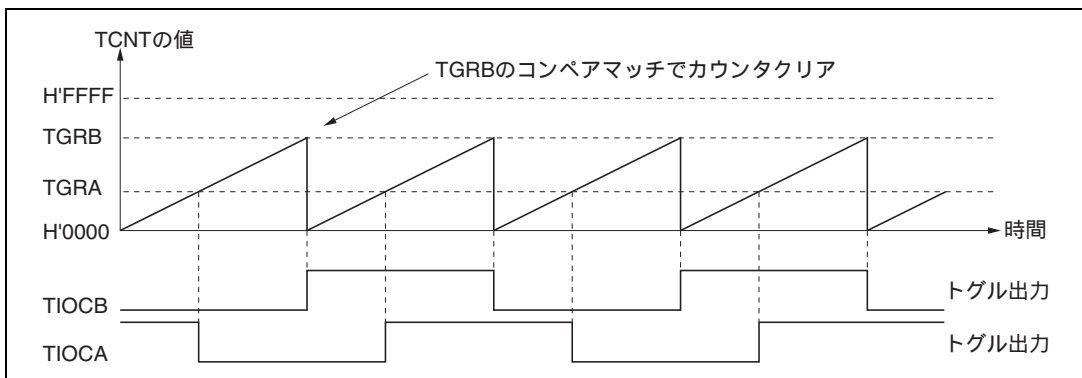 TCNTの値
TGRBのコンペアマッチでカウンタクリア
H'FFFF
TGRB
TGRA
H'0000
時間
TIOCB
トグル出力
TIOCA
トグル出力